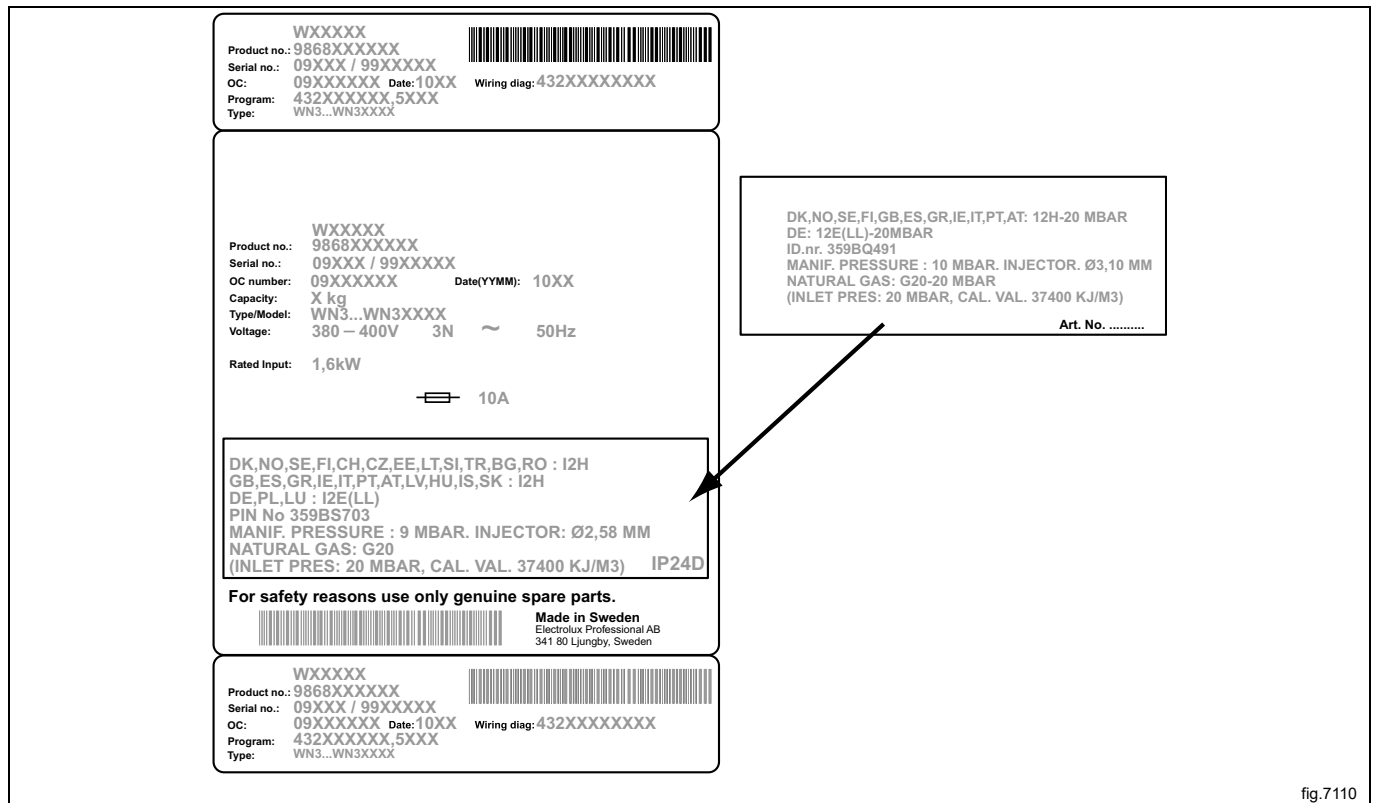 WXXXXX
Product no.: 9868XXXXXX
Serial no.: 09XXX / 99XXXXX
OC: 09XXXXXX Date: 10XX Wiring diag: 432XXXXXXXX
Program: 432XXXXXX,5XXX
Type: WN3...WN3XXXX
WXXXXX
Product no.: 9868XXXXXX
Serial no.: 09XXX / 99XXXXX
OC number: 09XXXXXX Date(YYMM): 10XX
Capacity: X kg
Type/Model: WN3...WN3XXXX
Voltage: 380 – 400V 3N ~ 50Hz
Rated Input: 1,6kW
10A
DK,NO,SE,FI,CH,CZ,EE,LT,SI,TR,BG,RO : I2H
GB,ES,GR,IE,IT,PT,AT,LV,HU,IS,SK : I2H
DE,PL,LU : I2E(LL)
PIN No 359BS703
MANIF. PRESSURE : 9 MBAR. INJECTOR: Ø2,58 MM
NATURAL GAS: G20
(INLET PRES: 20 MBAR, CAL. VAL. 37400 KJ/M3) IP24D
For safety reasons use only genuine spare parts.
Made in Sweden
Electrolux Professional AB
341 80 Ljungby, Sweden
WXXXXX
Product no.: 9868XXXXXX
Serial no.: 09XXX / 99XXXXX
OC: 09XXXXXX Date: 10XX Wiring diag: 432XXXXXXXX
Program: 432XXXXXX,5XXX
Type: WN3...WN3XXXX
DK,NO,SE,FI,GB,ES,GR,IE,IT,PT,AT: 12H-20 MBAR
DE: 12E(LL)-20MBAR
ID.nr. 359BQ491
MANIF. PRESSURE : 10 MBAR. INJECTOR. Ø3,10 MM
NATURAL GAS: G20-20 MBAR
(INLET PRES: 20 MBAR, CAL. VAL. 37400 KJ/M3)
Art. No. ..........
fig.7110